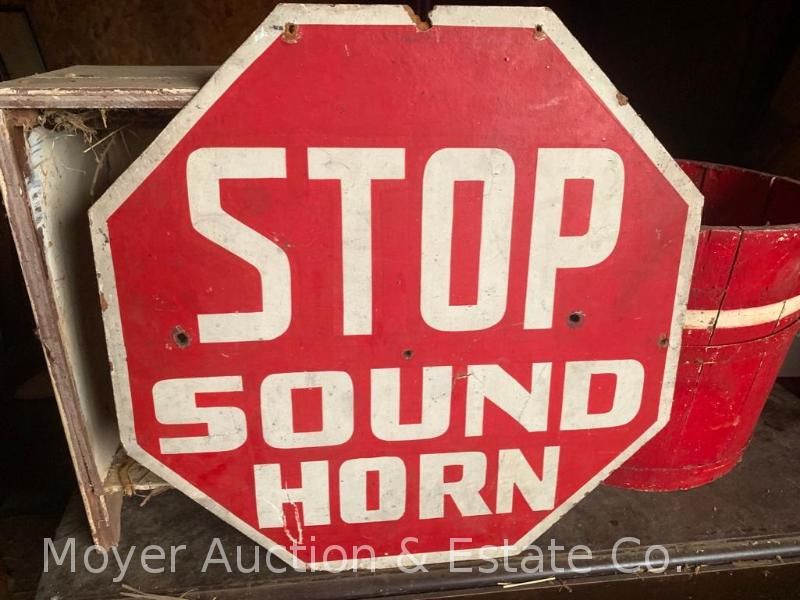 STOP
SOUND
HORN
Moyer Auction & Estate Co.